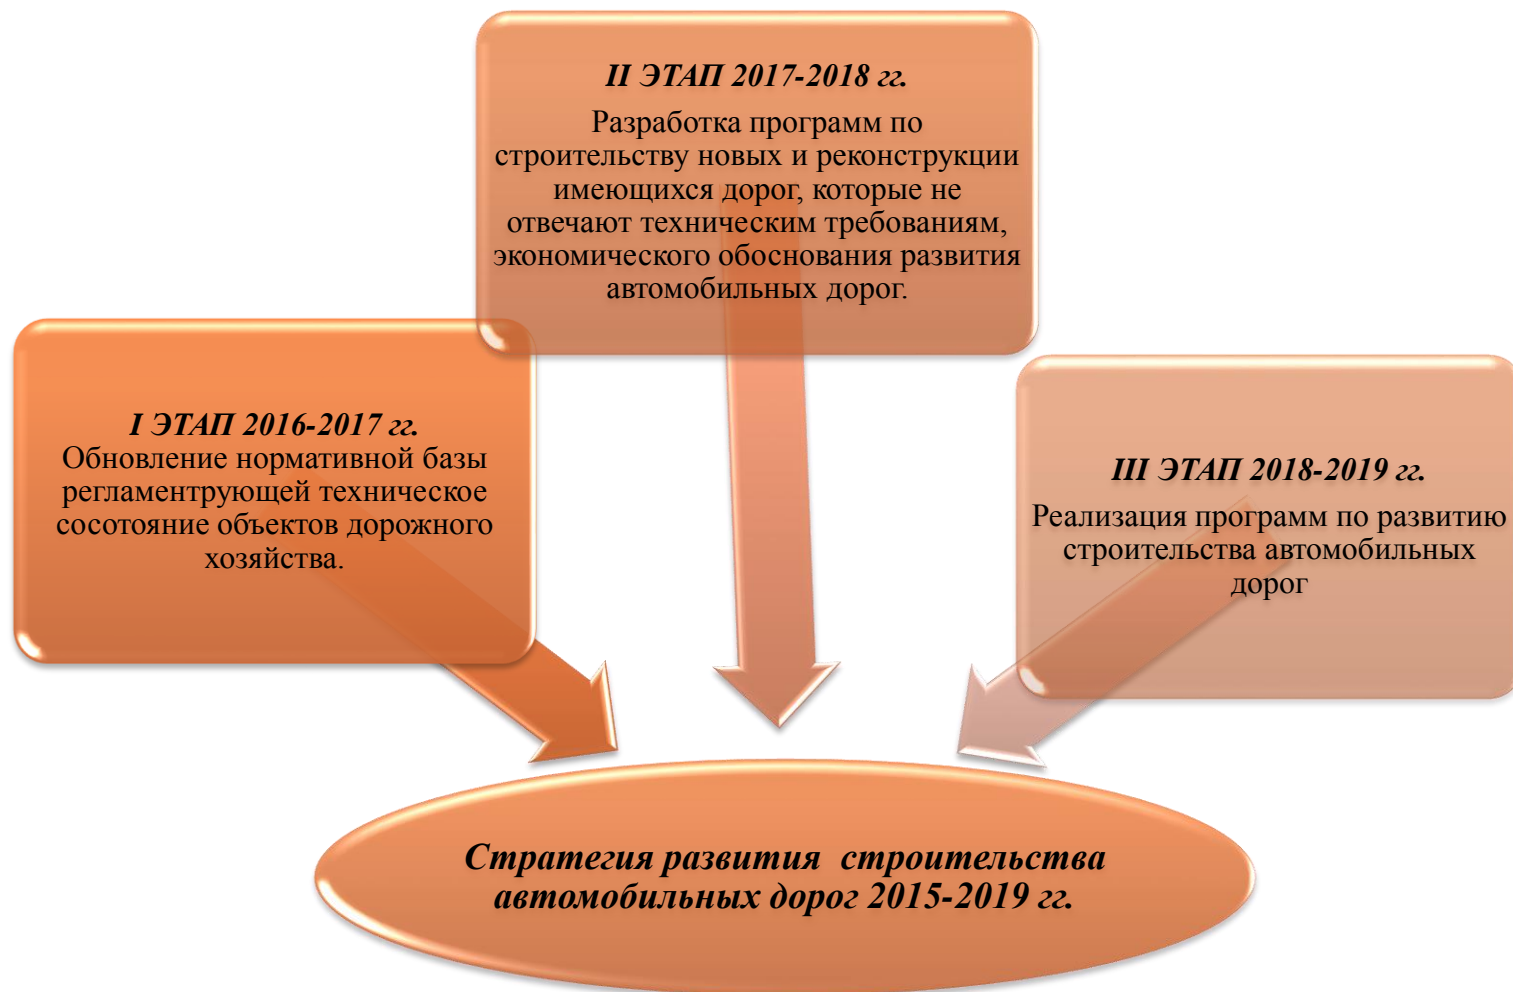 I ЭТАП 2016-2017 гг.
Обновление нормативной базы
регламентрующей техническое
сосотояние объектов дорожного
хозяйства.
II ЭТАП 2017-2018 гг.
Разработка программ по
строительству новых и реконструкции
имеющихся дорог, которые не
отвечают техническим требованиям,
экономического обоснования развития
автомобильных дорог.
III ЭТАП 2018-2019 гг.
Реализация программ по развитию
строительства автомобильных
дорог
Стратегия развития строительства
автомобильных дорог 2015-2019 гг.